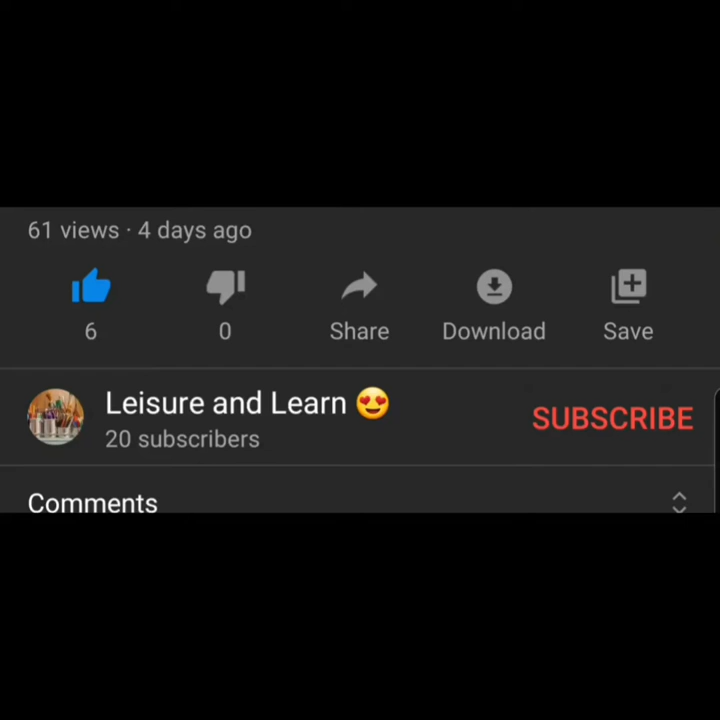 61 views · 4 days ago
6 0 Share Download Save
Leisure and Learn 😍
20 subscribers
SUBSCRIBE
Comments